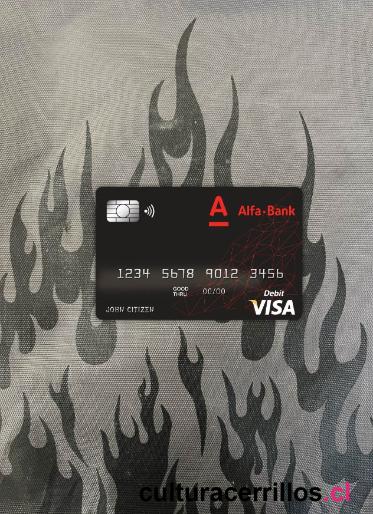 A Alfa·Bank
1234 5678 9012 3456
GOOD
THRU 00/00
JOHN CITIZEN
Debit
VISA
culturacerrillos.cl